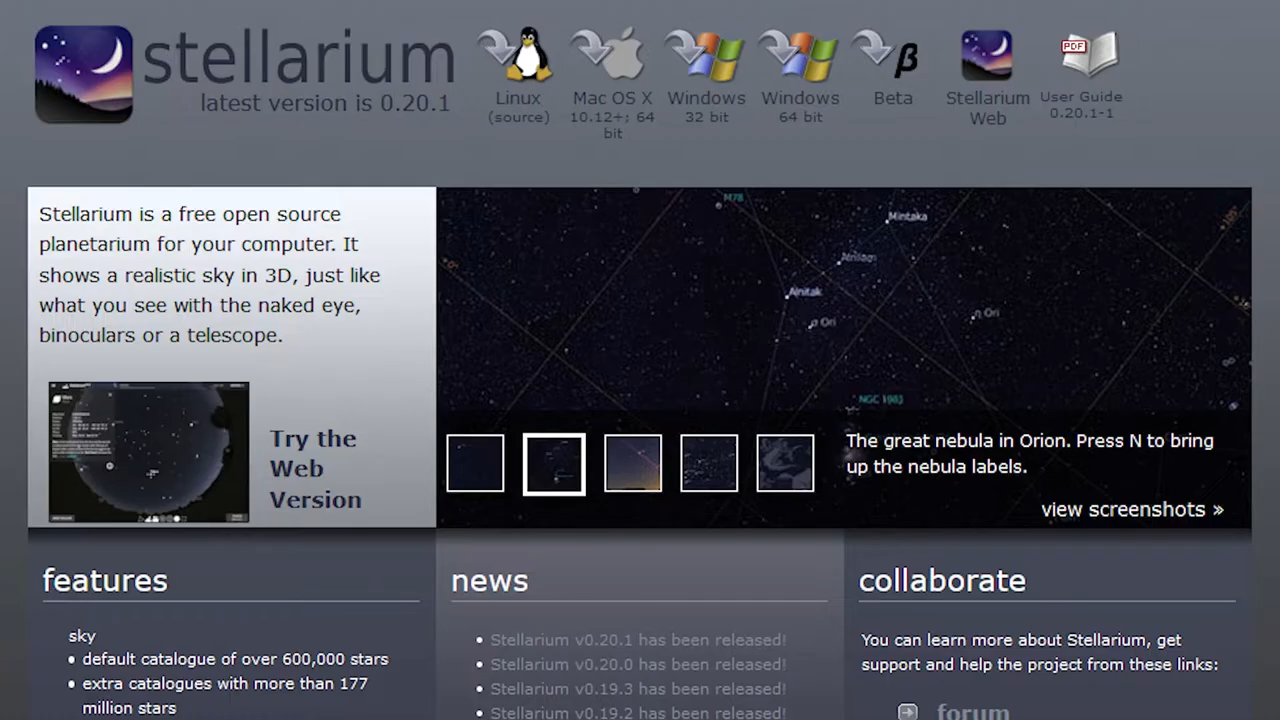 stellarium
latest version is 0.20.1
Linux
(source)
Mac OS X
10.12+; 64
bit
Windows
32 bit
Windows
64 bit
β
Beta
Stellarium
Web
PDF
User Guide
0.20.1-1
Stellarium is a free open source
planetarium for your computer. It
shows a realistic sky in 3D, just like
what you see with the naked eye,
binoculars or a telescope.
Try the
Web
Version
M78
Mintaka
Alnilam
Alnitak
σ Ori
η Ori
NGC 1981
The great nebula in Orion. Press N to bring
up the nebula labels.
view screenshots »
features
sky
• default catalogue of over 600,000 stars
• extra catalogues with more than 177
million stars
news
• Stellarium v0.20.1 has been released!
• Stellarium v0.20.0 has been released!
• Stellarium v0.19.3 has been released!
• Stellarium v0.19.2 has been released!
collaborate
You can learn more about Stellarium, get
support and help the project from these links:
forum